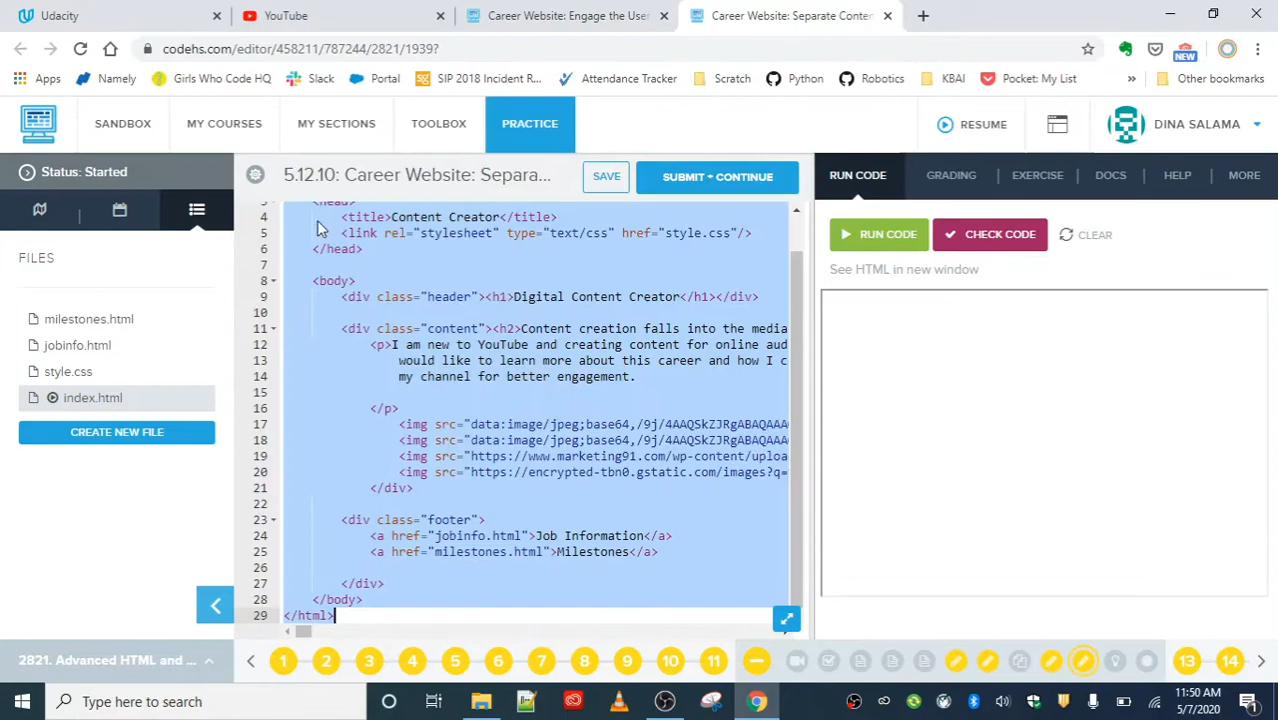 Udacity
YouTube
Career Website: Engage the User
Career Website: Separate Conten
codehs.com/editor/458211/787244/2821/1939?
NEW
Apps
Namely
Girls Who Code HQ
Slack
Portal
SIP 2018 Incident R...
Attendance Tracker
Scratch
Python
Robotics
KBAI
Pocket: My List
»
Other bookmarks
SANDBOX
MY COURSES
MY SECTIONS
TOOLBOX
PRACTICE
RESUME
DINA SALAMA
Status: Started
5.12.10: Career Website: Separa...
SAVE
SUBMIT + CONTINUE
RUN CODE
GRADING
EXERCISE
DOCS
HELP
MORE
FILES
milestones.html
jobinfo.html
style.css
index.html
CREATE NEW FILE
3 <head>
4 <title>Content Creator</title>
5 <link rel="stylesheet" type="text/css" href="style.css"/>
6 </head>
7
8 <body>
9 <div class="header"><h1>Digital Content Creator</h1></div>
10
11 <div class="content"><h2>Content creation falls into the media
12 <p>I am new to YouTube and creating content for online aud
13 would like to learn more about this career and how I c
14 my channel for better engagement.
15
16 </p>
17 <img src="data:image/jpeg;base64,/9j/4AAQSkZJRgABAQAAAQ
18 <img src="data:image/jpeg;base64,/9j/4AAQSkZJRgABAQAAAQ
19 <img src="https://www.marketing91.com/wp-content/uploa
20 <img src="https://encrypted-tbn0.gstatic.com/images?q=
21 </div>
22
23 <div class="footer">
24 <a href="jobinfo.html">Job Information</a>
25 <a href="milestones.html">Milestones</a>
26
27 </div>
28 </body>
29 </html>
RUN CODE
CHECK CODE
CLEAR
See HTML in new window
2821. Advanced HTML and ...
1 2 3 4 5 6 7 8 9 10 11 13 14
Type here to search
11:50 AM
5/7/2020
1